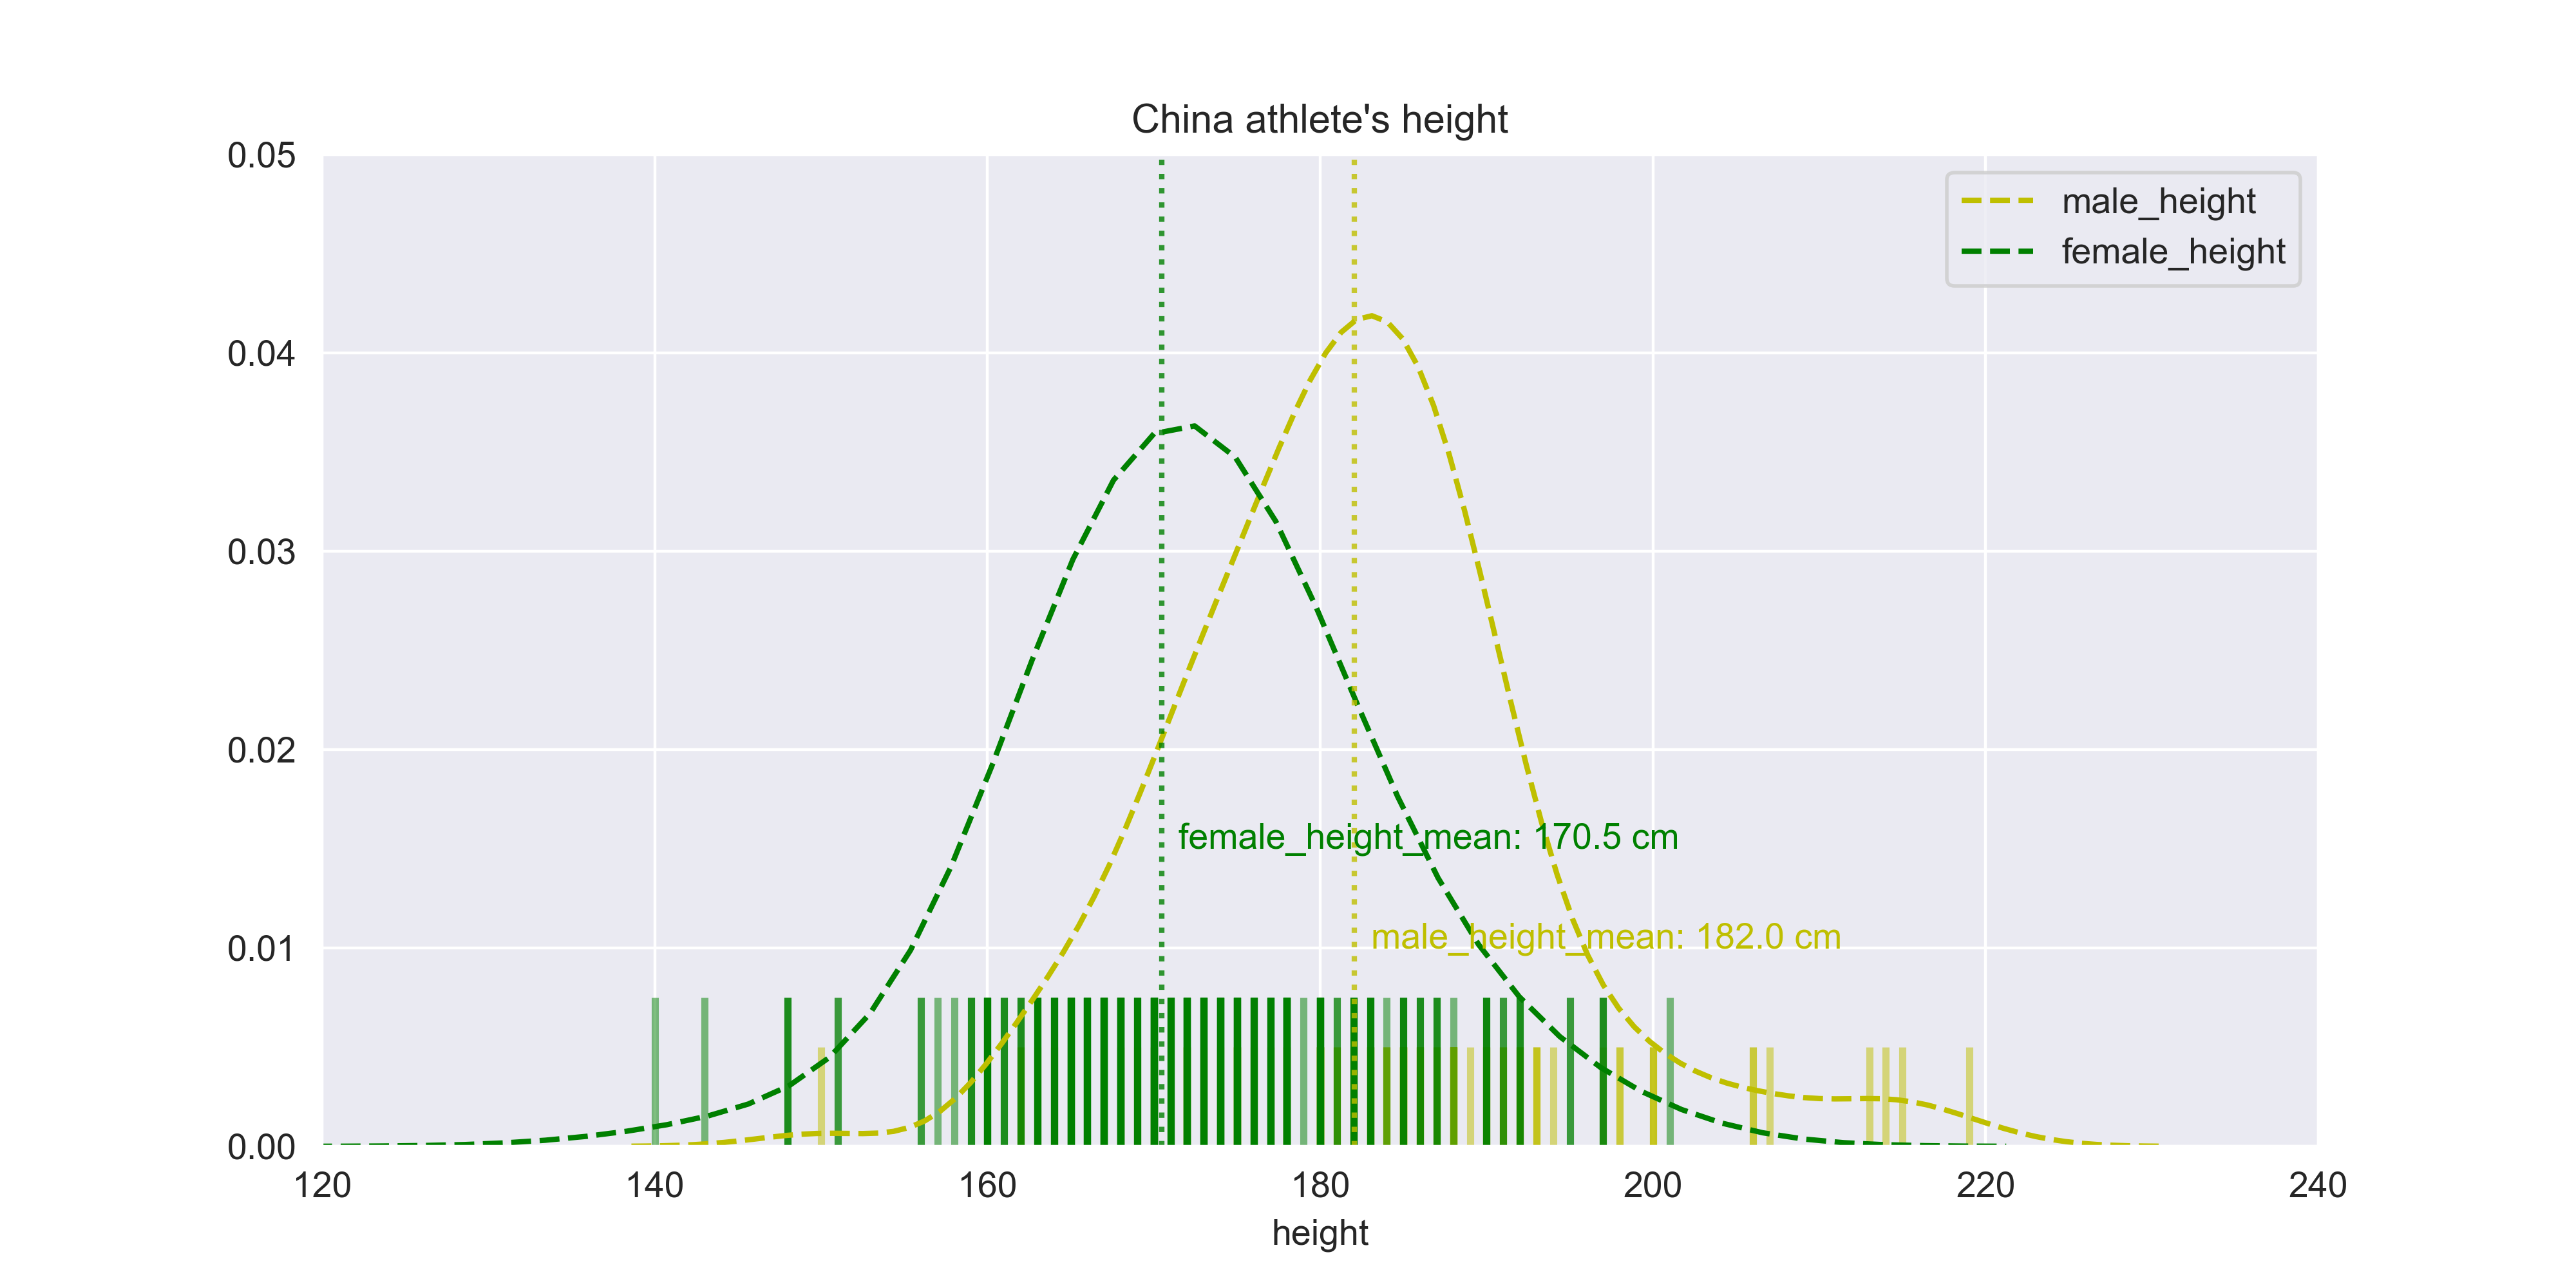 China athlete's height
0.05
0.04
0.03
0.02
0.01
0.00
male_height
female_height
female_height_mean: 170.5 cm
male_height_mean: 182.0 cm
120 140 160 180 200 220 240
height